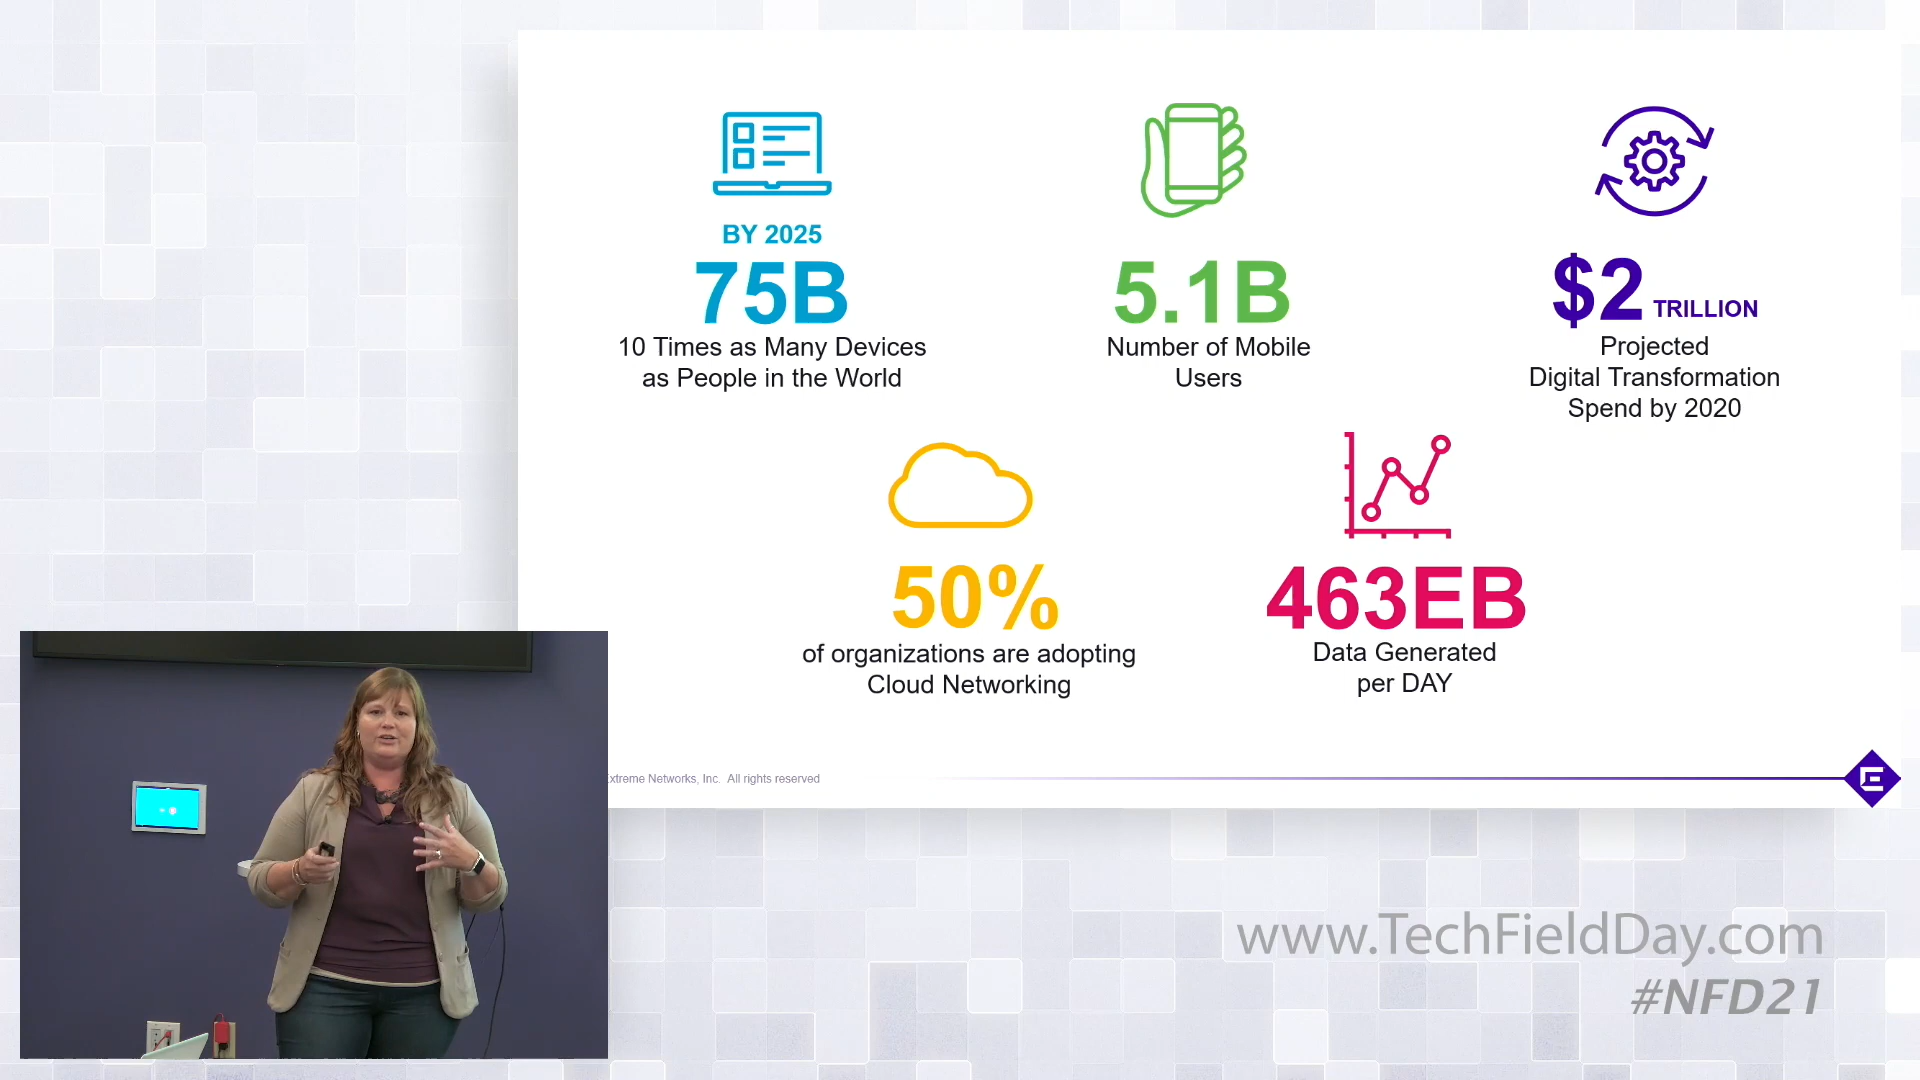 BY 2025
75B
10 Times as Many Devices
as People in the World
5.1B
Number of Mobile
Users
$2 TRILLION
Projected
Digital Transformation
Spend by 2020
50%
of organizations are adopting
Cloud Networking
463EB
Data Generated
per DAY
Networks, Inc. All rights reserved
www.TechFieldDay.com
#NFD21